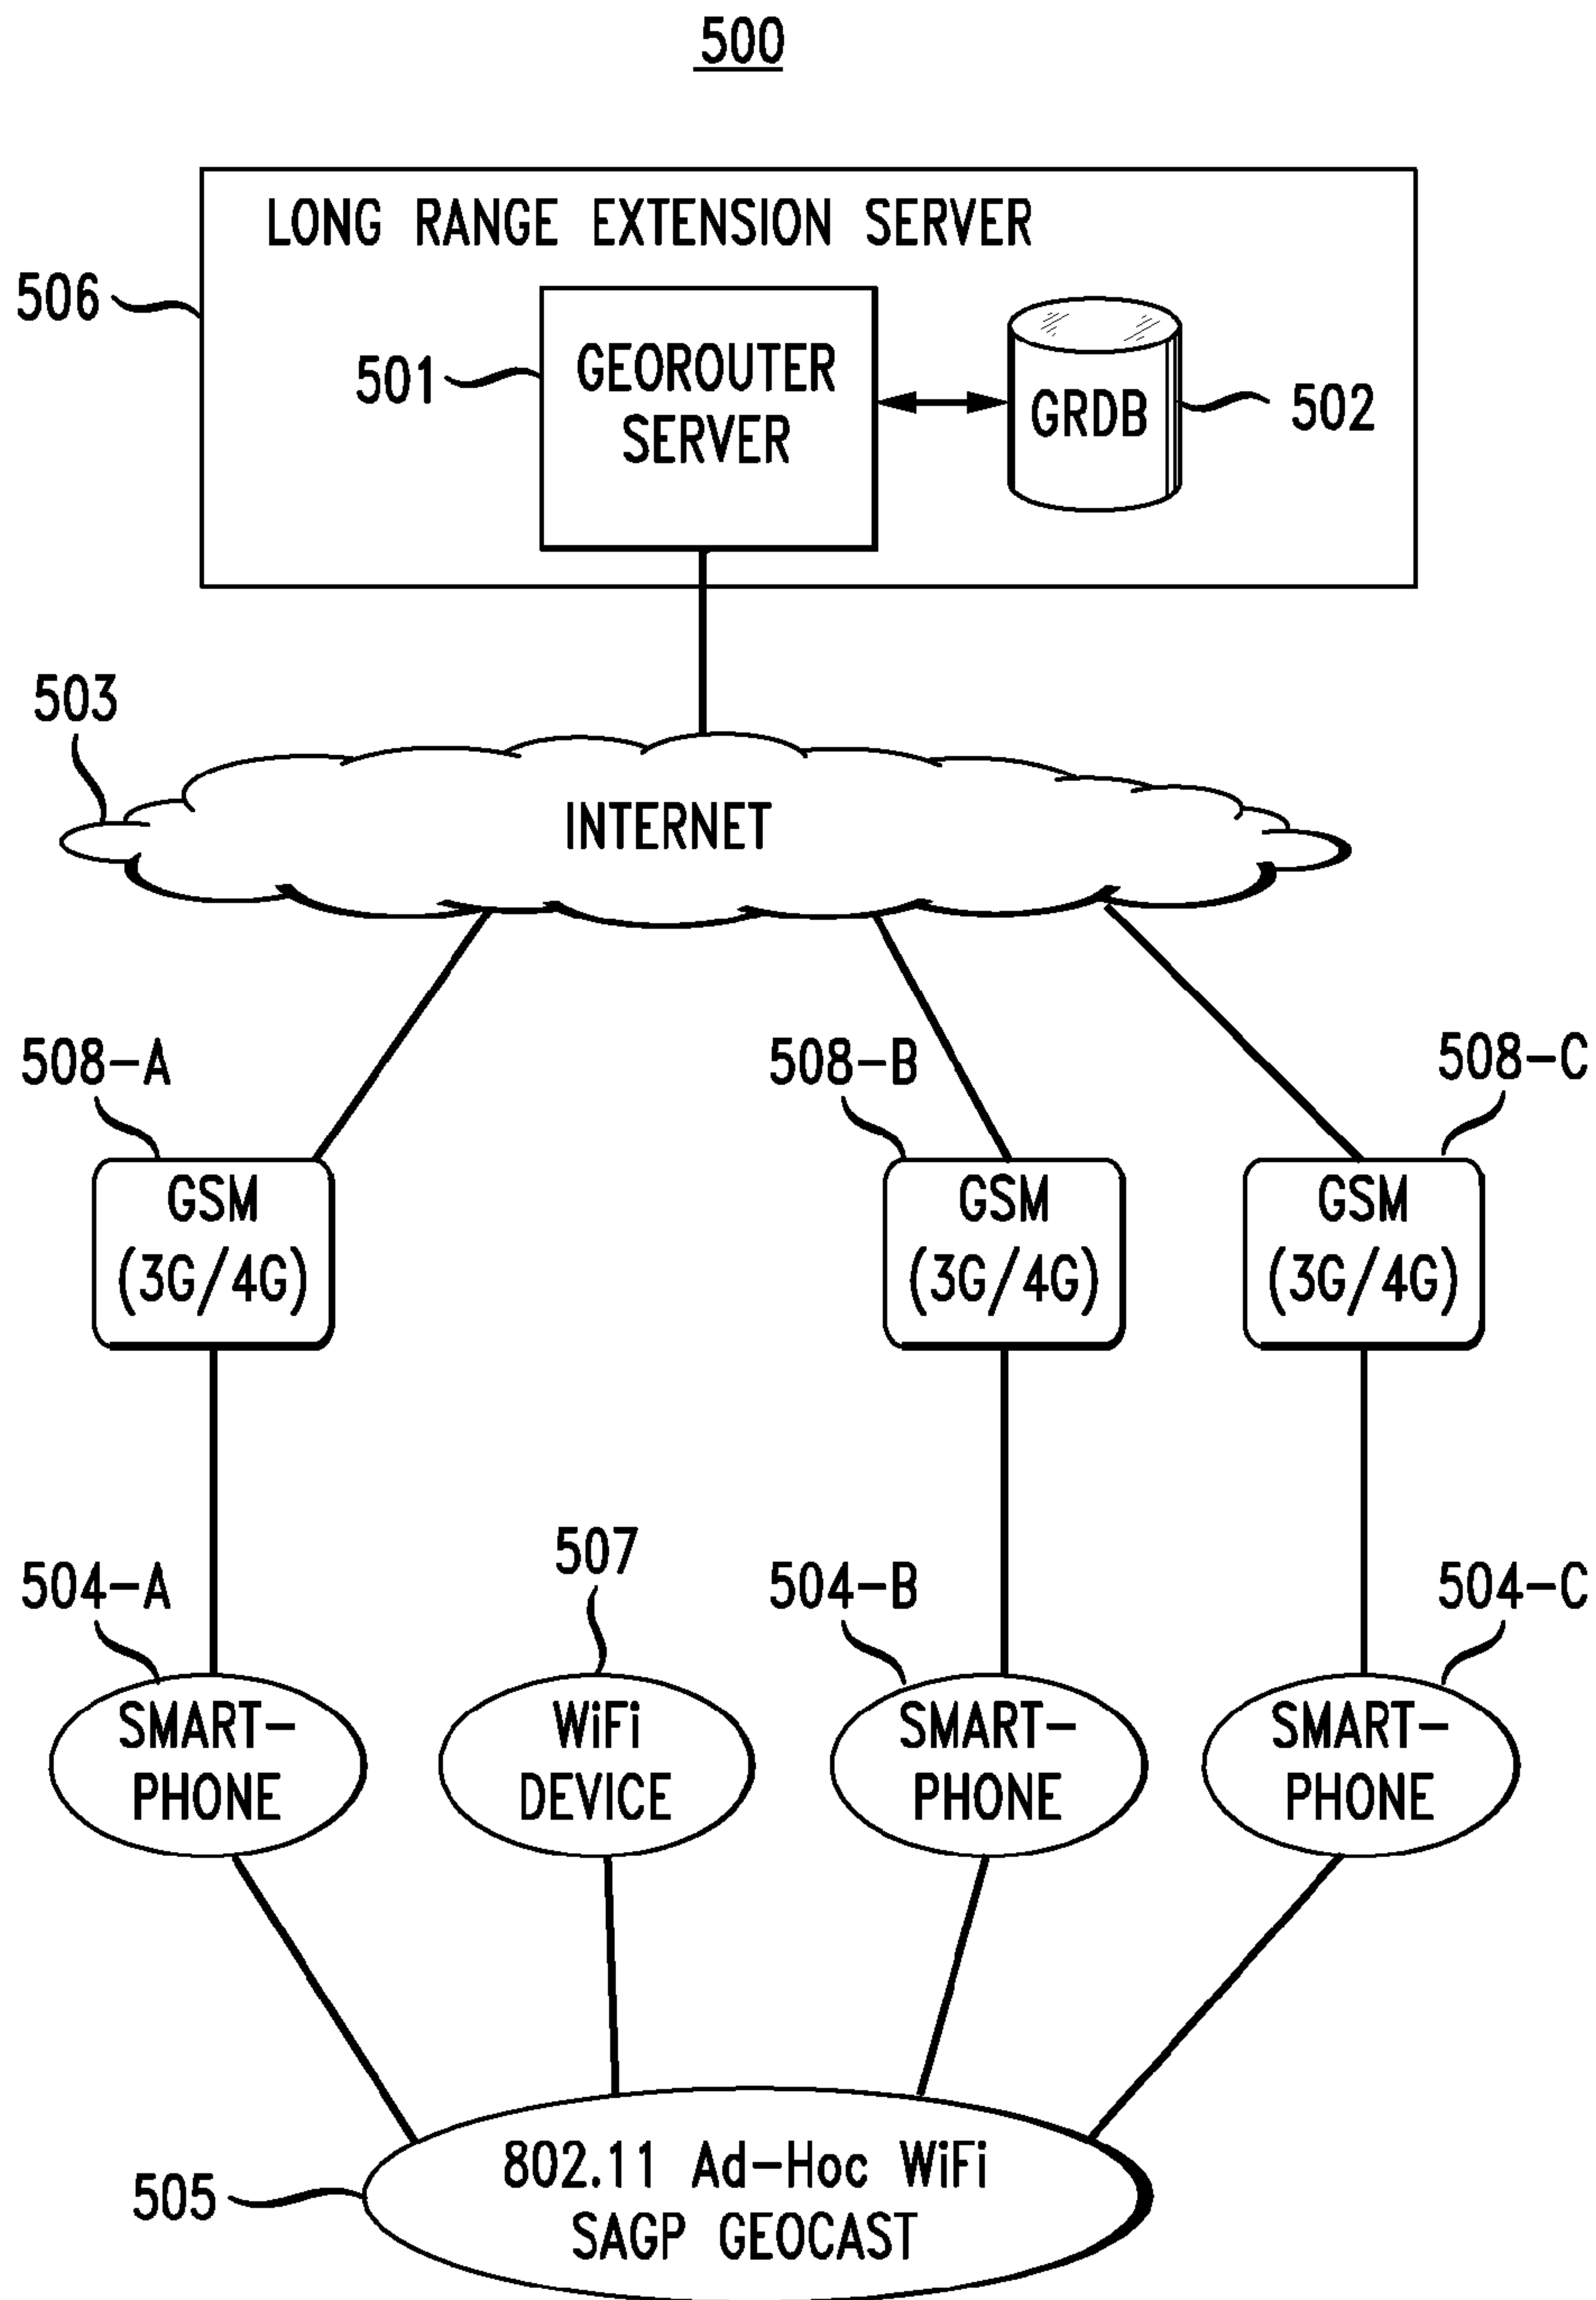 500
LONG RANGE EXTENSION SERVER
506
501
GEOROUTER
SERVER
GRDB
502
503
INTERNET
508-A
508-B
508-C
GSM
(3G/4G)
GSM
(3G/4G)
GSM
(3G/4G)
504-A
507
504-B
504-C
SMART-
PHONE
WiFi
DEVICE
SMART-
PHONE
SMART-
PHONE
505
802.11 Ad-Hoc WiFi
SAGP GEOCAST